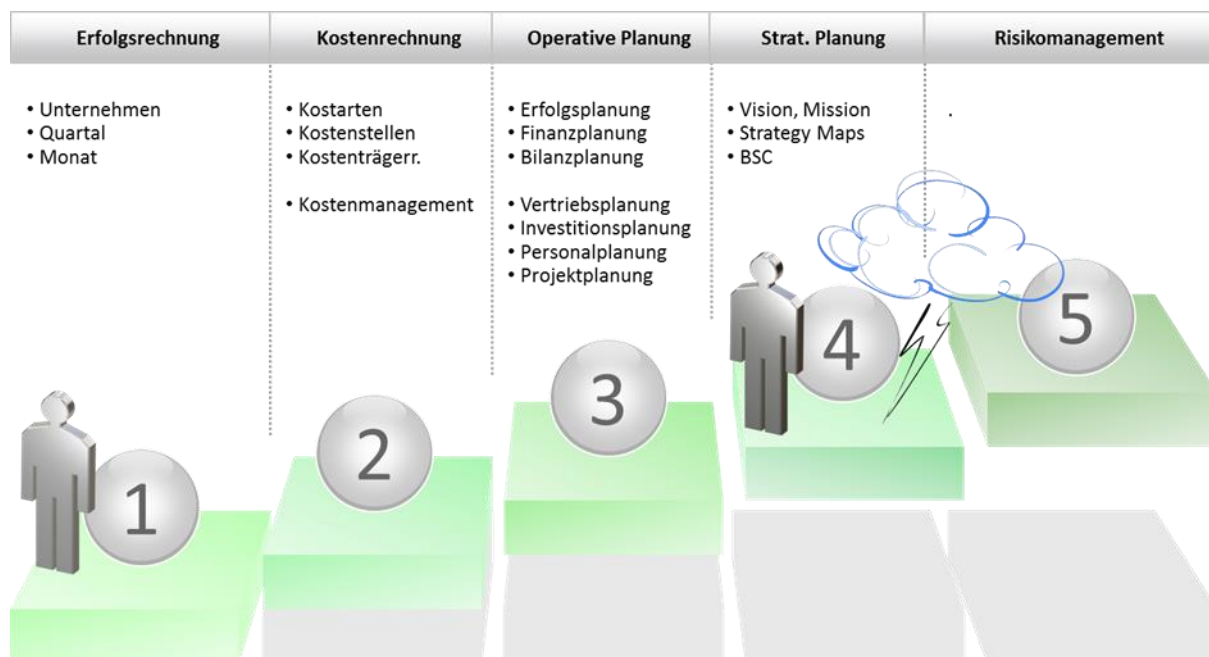 Erfolgsrechnung
Kostenrechnung
Operative Planung
Strat. Planung
Risikomanagement
• Unternehmen
• Quartal
• Monat
• Kostarten
• Kostenstellen
• Kostenträgerr.
• Kostenmanagement
• Erfolgsplanung
• Finanzplanung
• Bilanzplanung
• Vertriebsplanung
• Investitionsplanung
• Personalplanung
• Projektplanung
• Vision, Mission
• Strategy Maps
• BSC
.
1
2
3
4
5